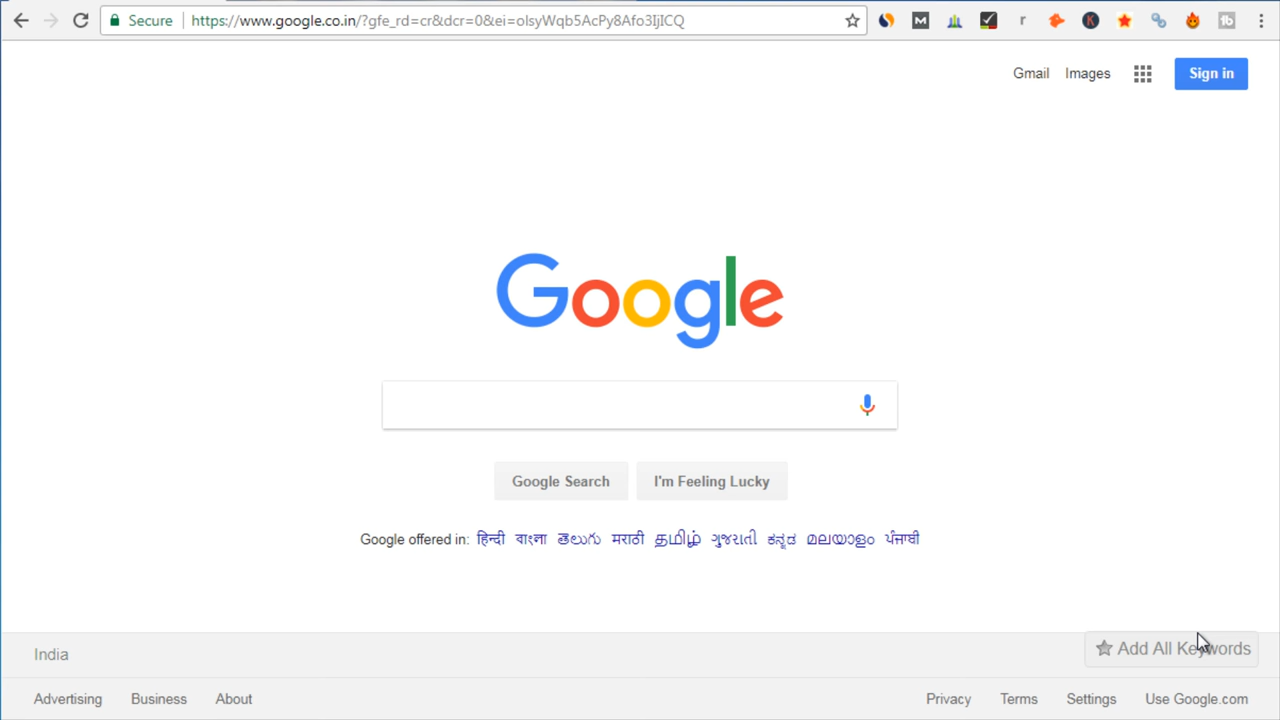 Secure https://www.google.co.in/?gfe_rd=cr&dcr=0&ei=olsyWqb5AcPy8Afo3IjICQ
Gmail Images Sign in
Google
Google Search I'm Feeling Lucky
Google offered in: हिन्दी বাংলা తెలుగు मराठी தமிழ் ગુજરાતી ಕನ್ನಡ മലയാളം ਪੰਜਾਬੀ
India
Add All Keywords
Advertising Business About Privacy Terms Settings Use Google.com